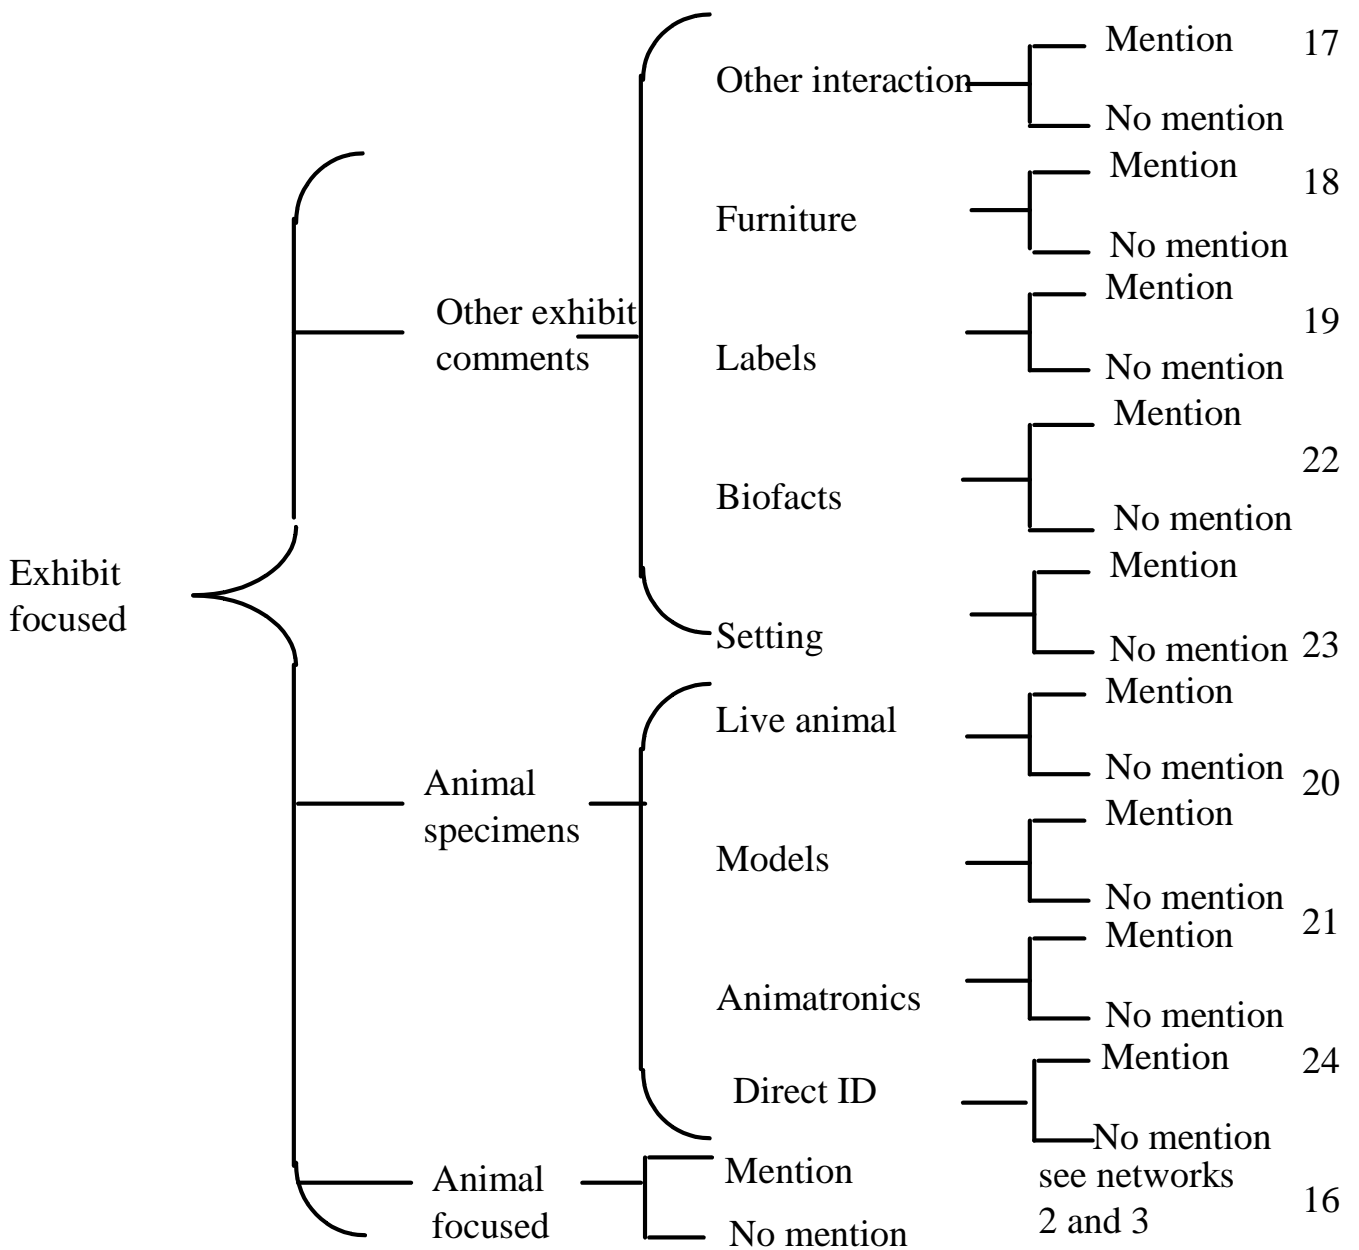 Mention 17
Other interaction
No mention
Mention 18
Furniture
No mention
Mention
Other exhibit
comments
19
Labels
No mention
Mention
22
Biofacts
No mention
Exhibit
focused
Mention
Setting
No mention 23
Mention
Live animal
No mention 20
Animal
specimens
Mention
Models
No mention
21
Mention
Animatronics
No mention
Mention 24
Direct ID
No mention
Animal
focused
Mention
No mention
see networks
2 and 3
16